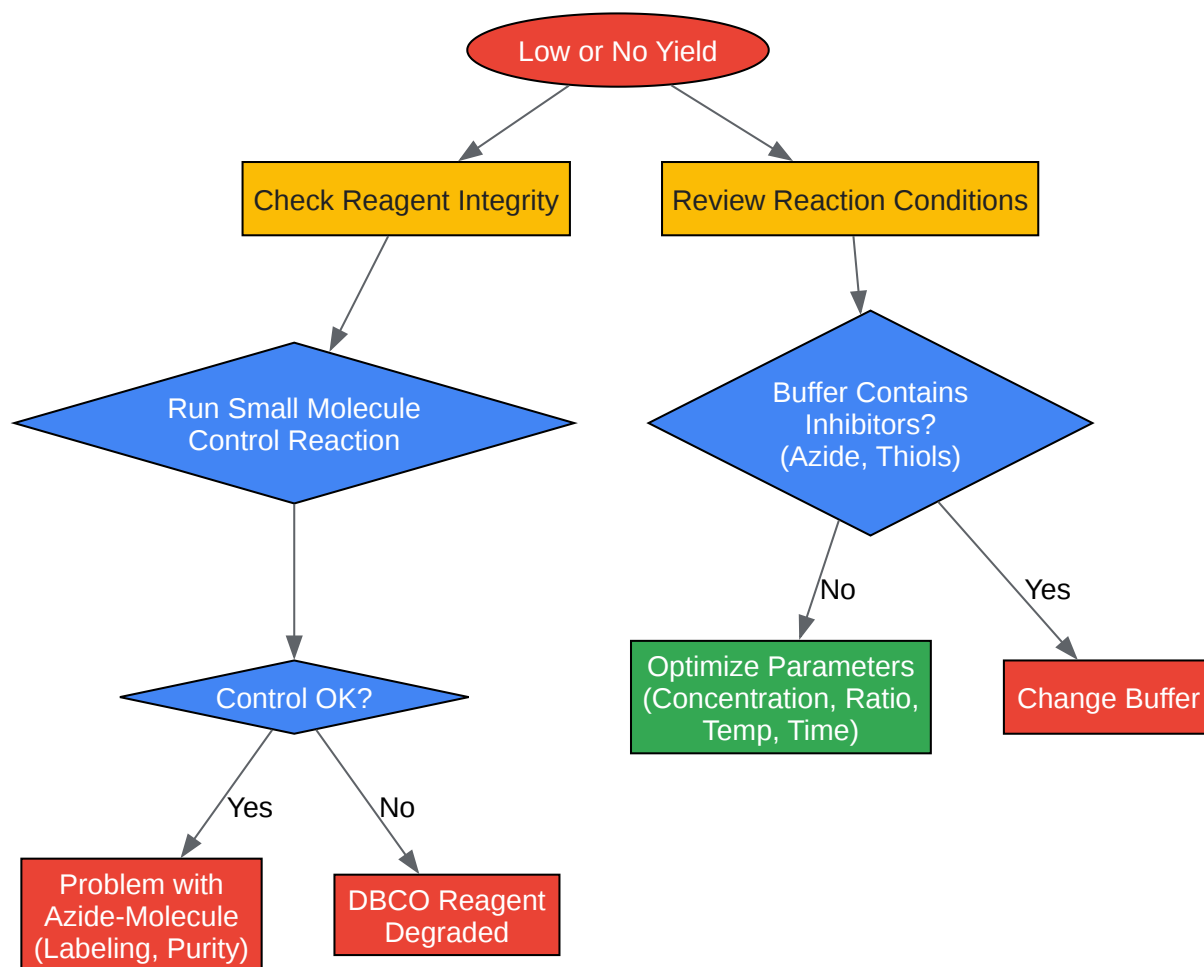 Low or No Yield
Check Reagent Integrity
Review Reaction Conditions
Run Small Molecule
Control Reaction
Buffer Contains
Inhibitors?
(Azide, Thiols)
No
Yes
Optimize Parameters
(Concentration, Ratio,
Temp, Time)
Change Buffer
Control OK?
Yes
No
Problem with
Azide-Molecule
(Labeling, Purity)
DBCO Reagent
Degraded